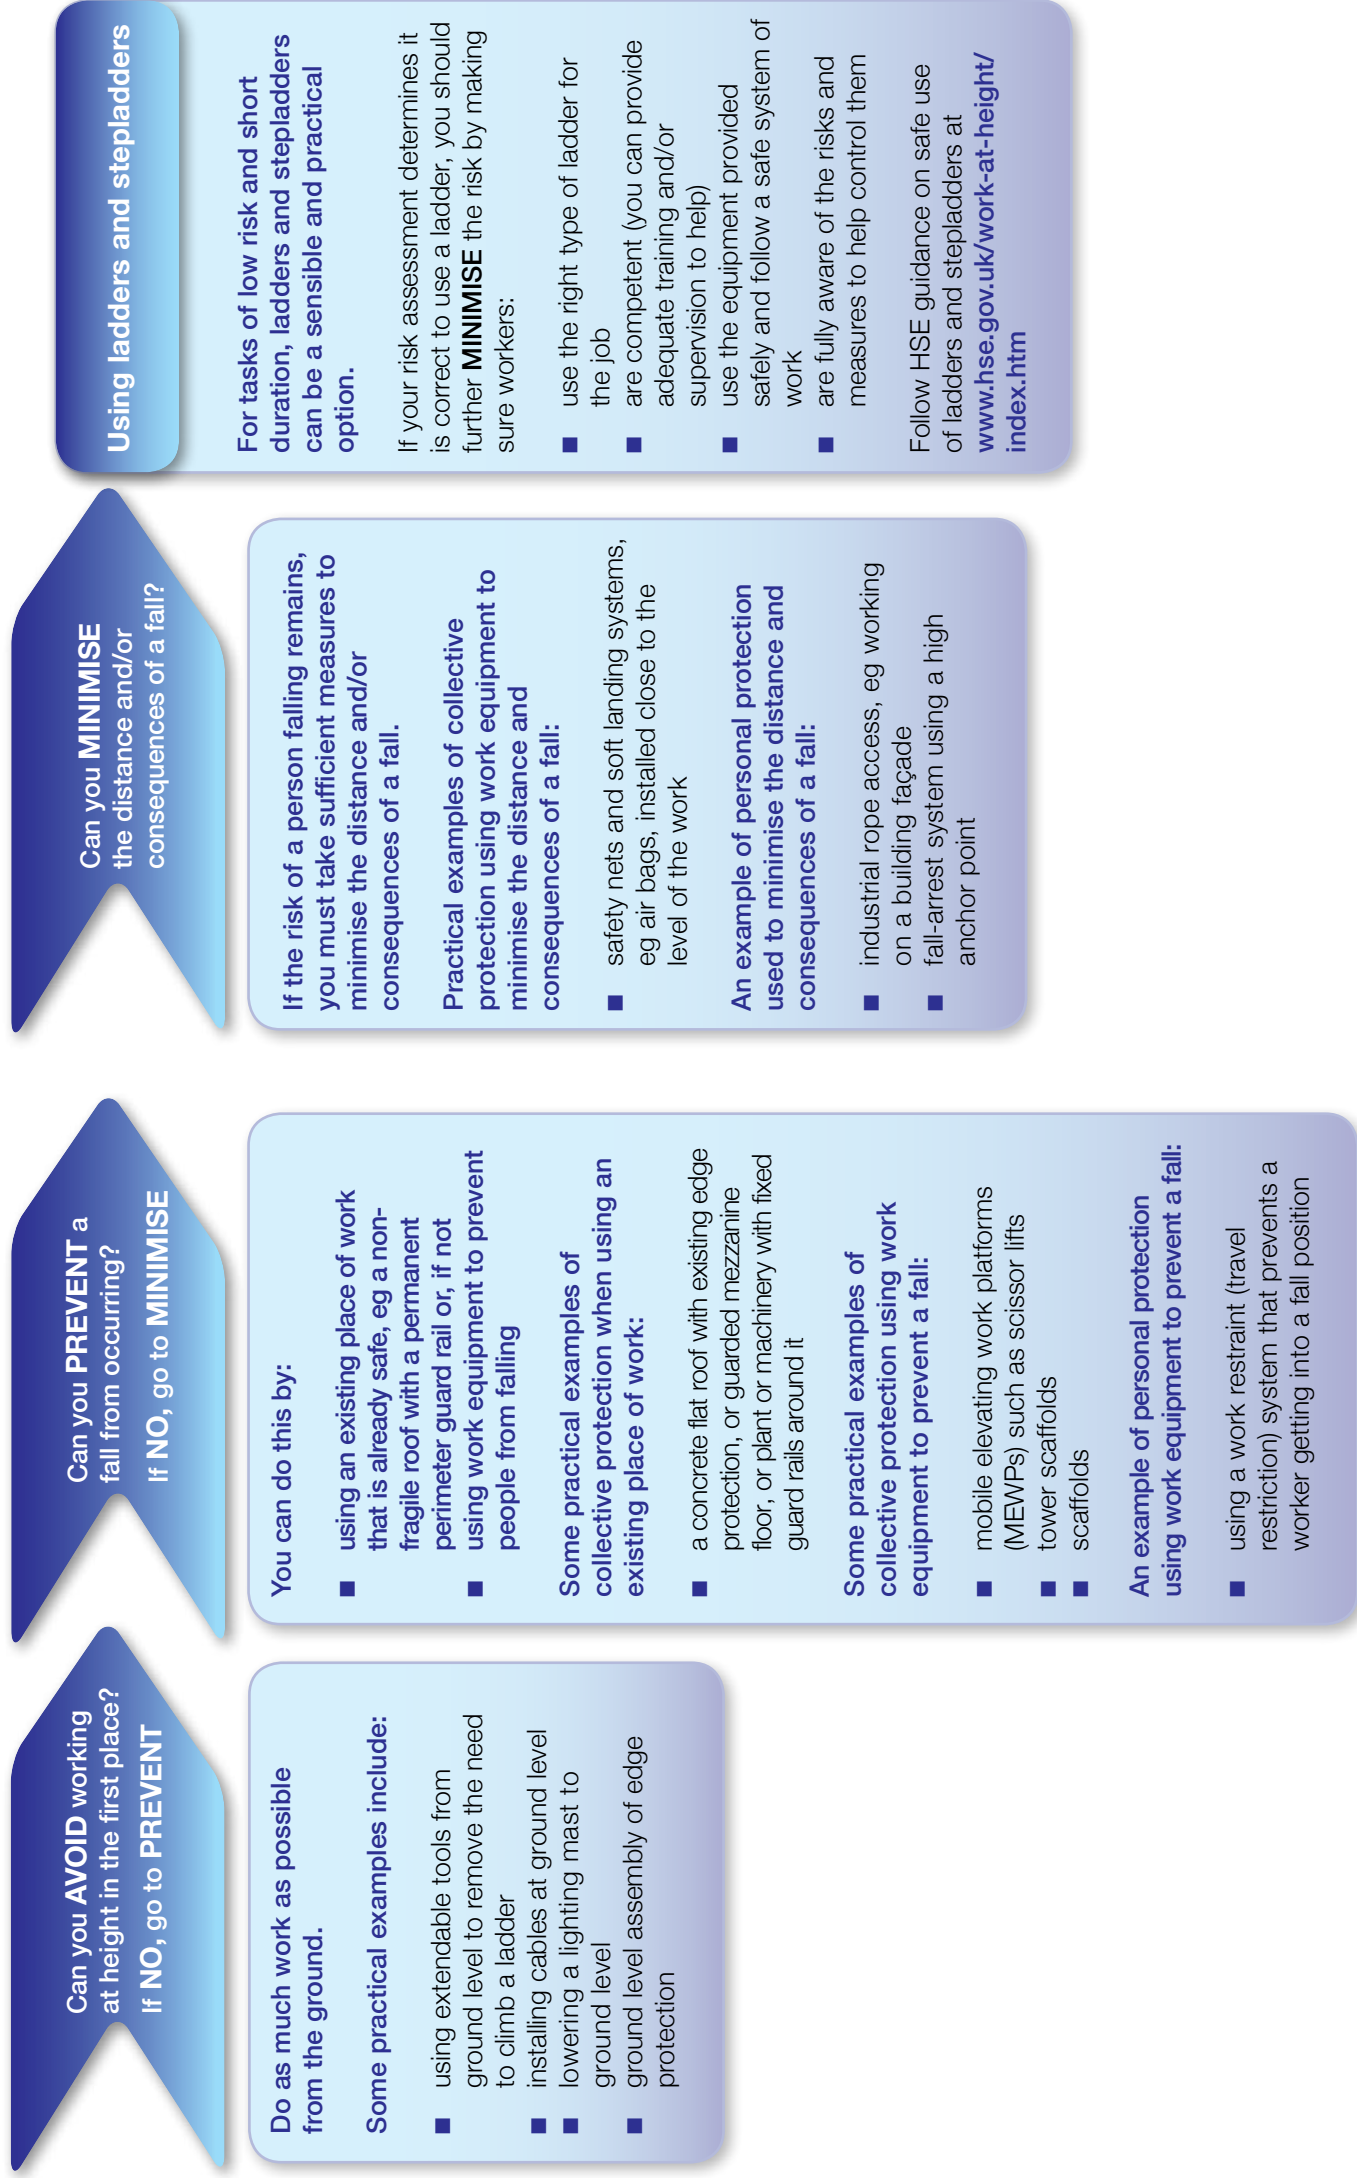 Can you AVOID working
at height in the first place?
If NO, go to PREVENT
Do as much work as possible
from the ground.
Some practical examples include:
■ using extendable tools from
ground level to remove the need
to climb a ladder
■ installing cables at ground level
■ lowering a lighting mast to
ground level
■ ground level assembly of edge
protection
Can you PREVENT a
fall from occurring?
If NO, go to MINIMISE
You can do this by:
■ using an existing place of work
that is already safe, eg a non-
fragile roof with a permanent
perimeter guard rail or, if not
■ using work equipment to prevent
people from falling
Some practical examples of
collective protection when using an
existing place of work:
■ a concrete flat roof with existing edge
protection, or guarded mezzanine
floor, or plant or machinery with fixed
guard rails around it
Some practical examples of
collective protection using work
equipment to prevent a fall:
■ mobile elevating work platforms
(MEWPs) such as scissor lifts
■ tower scaffolds
■ scaffolds
An example of personal protection
using work equipment to prevent a fall:
■ using a work restraint (travel
restriction) system that prevents a
worker getting into a fall position
Can you MINIMISE
the distance and/or
consequences of a fall?
If the risk of a person falling remains,
you must take sufficient measures to
minimise the distance and/or
consequences of a fall.
Practical examples of collective
protection using work equipment to
minimise the distance and
consequences of a fall:
■ safety nets and soft landing systems,
eg air bags, installed close to the
level of the work
An example of personal protection
used to minimise the distance and
consequences of a fall:
■ industrial rope access, eg working
on a building façade
■ fall-arrest system using a high
anchor point
Using ladders and stepladders
For tasks of low risk and short
duration, ladders and stepladders
can be a sensible and practical
option.
If your risk assessment determines it
is correct to use a ladder, you should
further MINIMISE the risk by making
sure workers:
■ use the right type of ladder for
the job
■ are competent (you can provide
adequate training and/or
supervision to help)
■ use the equipment provided
safely and follow a safe system of
work
■ are fully aware of the risks and
measures to help control them
Follow HSE guidance on safe use
of ladders and stepladders at
www.hse.gov.uk/work-at-height/
index.htm